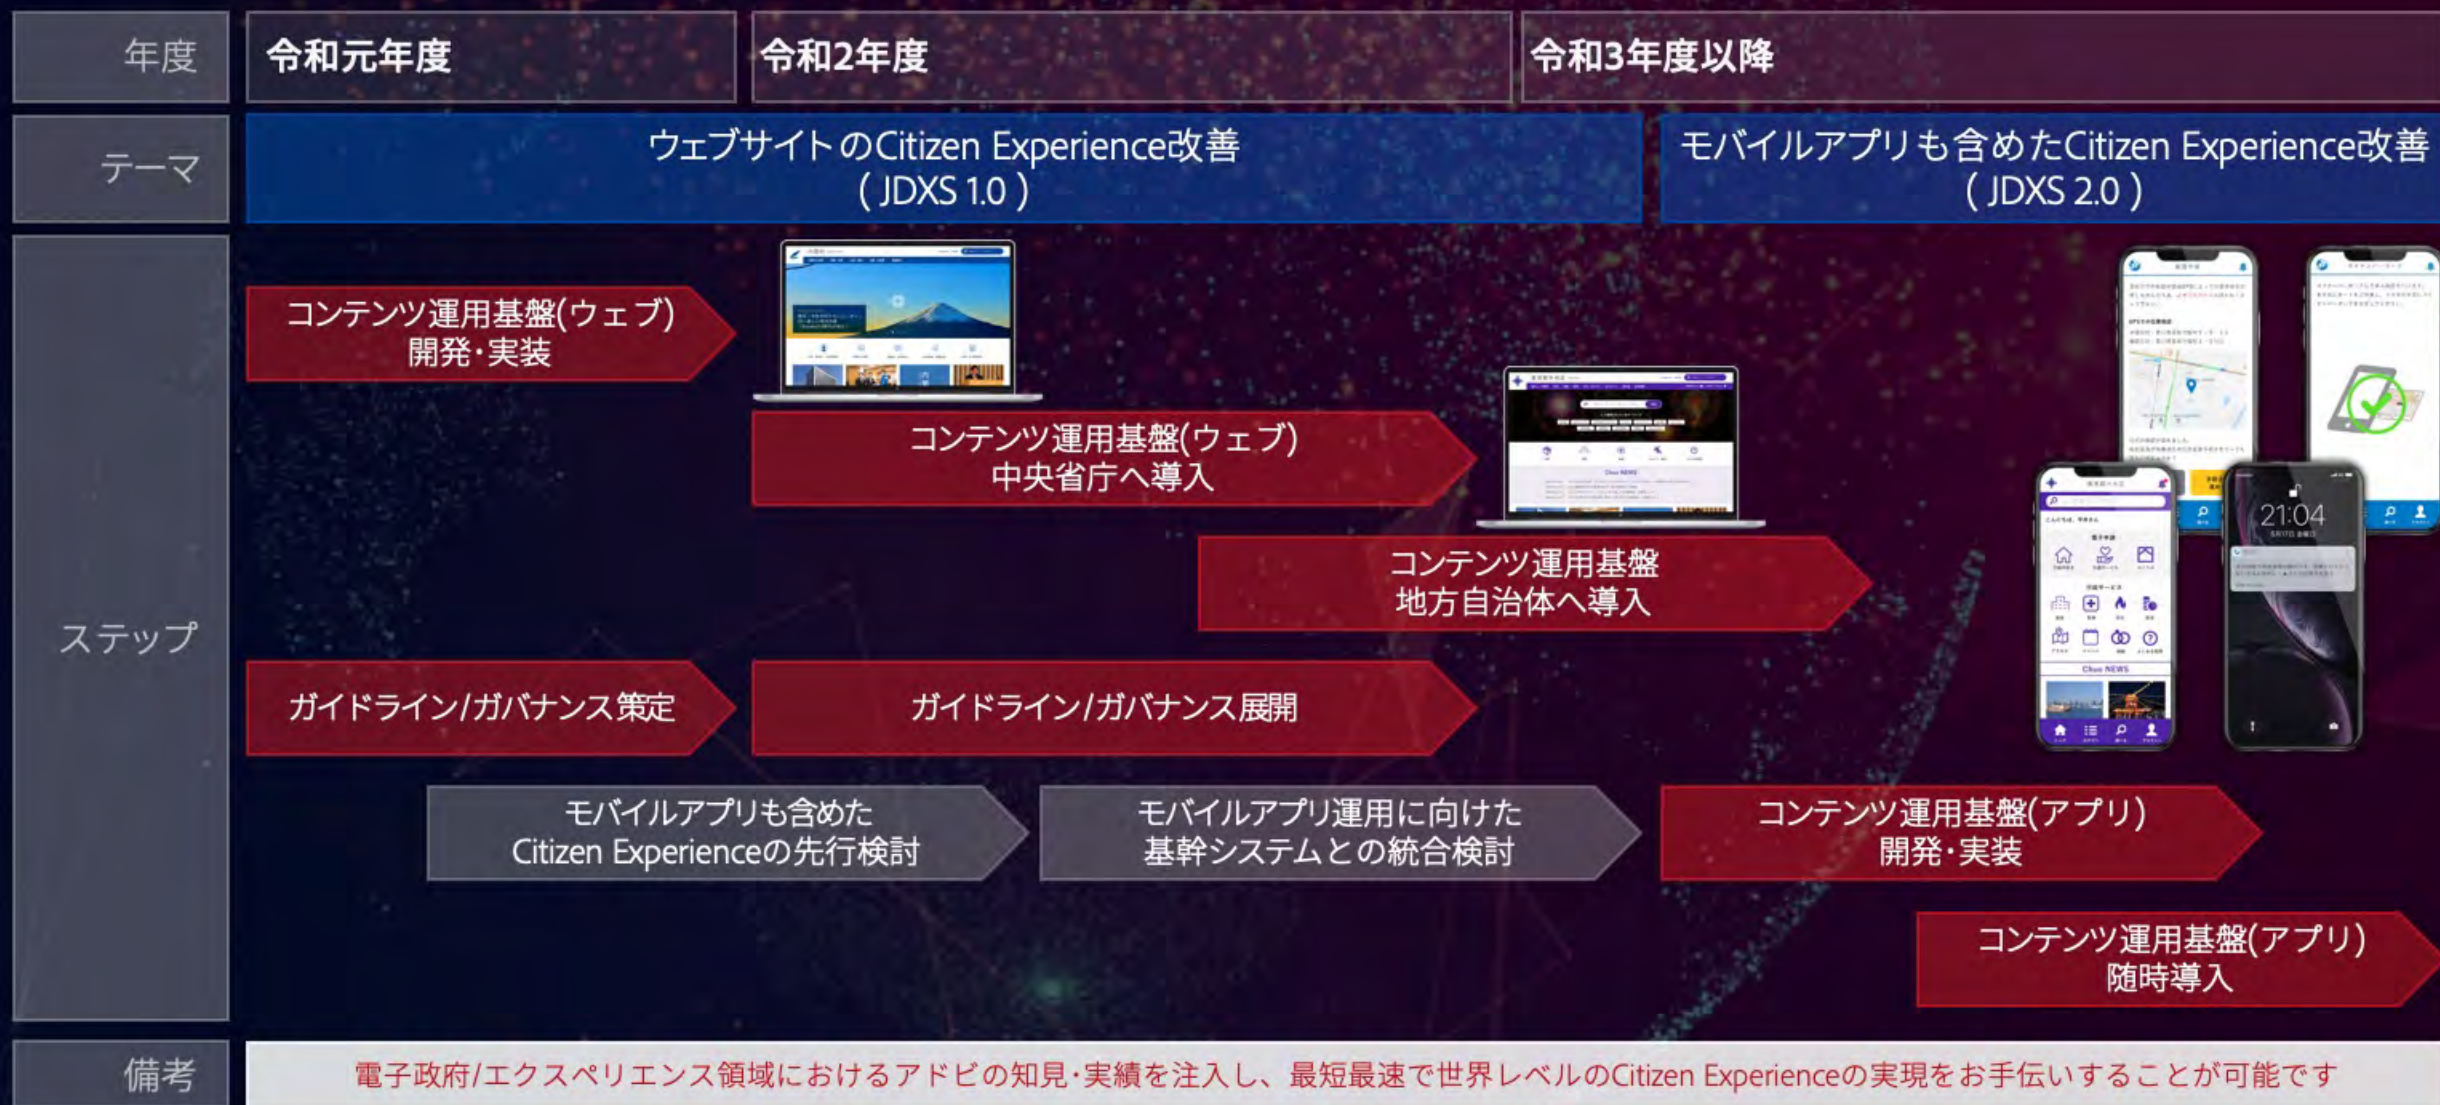 年度
令和元年度
令和2年度
令和3年度以降
テーマ
ウェブサイトのCitizen Experience改善
( JDXS 1.0 )
モバイルアプリも含めたCitizen Experience改善
( JDXS 2.0 )
ステップ
コンテンツ運用基盤(ウェブ)
開発･実装
コンテンツ運用基盤(ウェブ)
中央省庁へ導入
コンテンツ運用基盤
地方自治体へ導入
ガイドライン/ガバナンス策定
ガイドライン/ガバナンス展開
モバイルアプリも含めた
Citizen Experienceの先行検討
モバイルアプリ運用に向けた
基幹システムとの統合検討
コンテンツ運用基盤(アプリ)
開発･実装
コンテンツ運用基盤(アプリ)
随時導入
Chuo NEWS
電子申請
Chuo NEWS
21:04
5月17日 金曜日
備考
電子政府/エクスペリエンス領域におけるアドビの知見･実績を注入し、最短最速で世界レベルのCitizen Experienceの実現をお手伝いすることが可能です